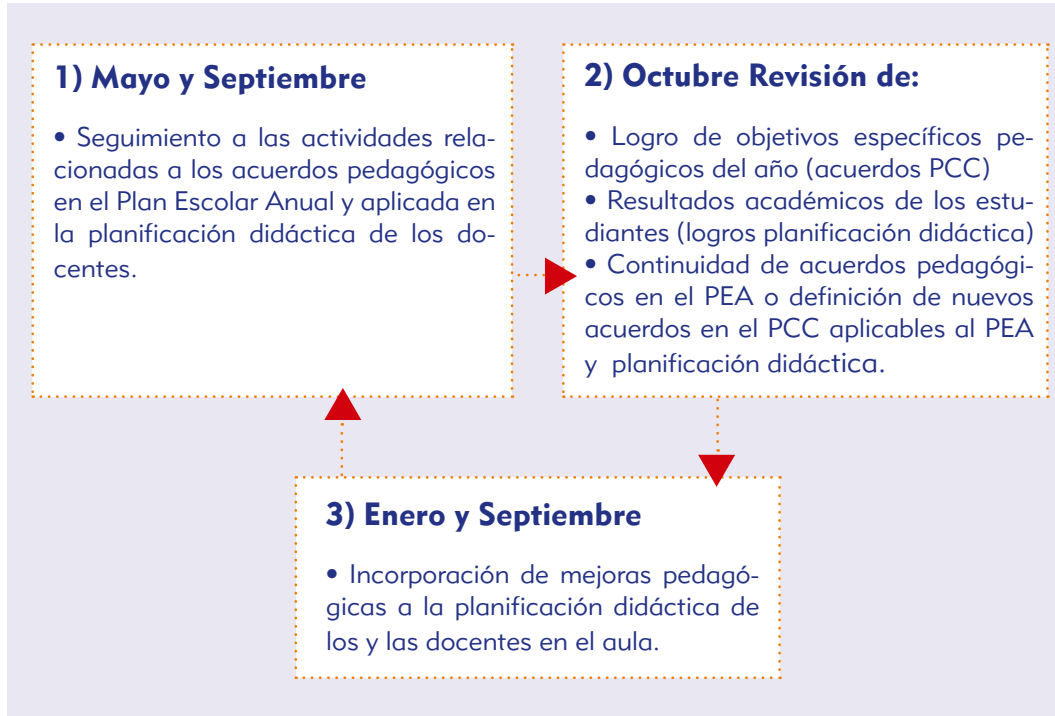 1) Mayo y Septiembre
• Seguimiento a las actividades rela-
cionadas a los acuerdos pedagógicos
en el Plan Escolar Anual y aplicada en
la planificación didáctica de los do-
centes.
2) Octubre Revisión de:
• Logro de objetivos específicos pe-
dagógicos del año (acuerdos PCC)
• Resultados académicos de los estu-
diantes (logros planificación didáctica)
• Continuidad de acuerdos pedagógi-
cos en el PEA o definición de nuevos
acuerdos en el PCC aplicables al PEA
y planificación didáctica.
3) Enero y Septiembre
• Incorporación de mejoras pedagó-
gicas a la planificación didáctica de
los y las docentes en el aula.